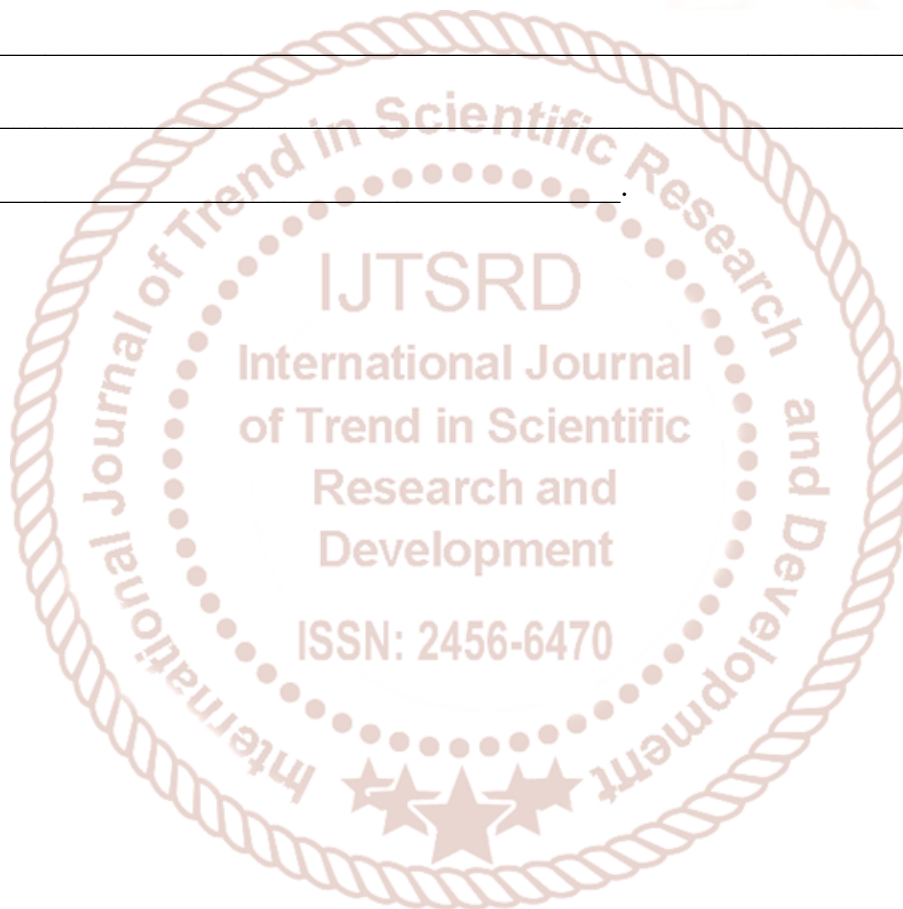 International Journal of Trend in Scientific Research and Development
.
IJTSRD
International Journal
of Trend in Scientific
Research and
Development
ISSN: 2456-6470